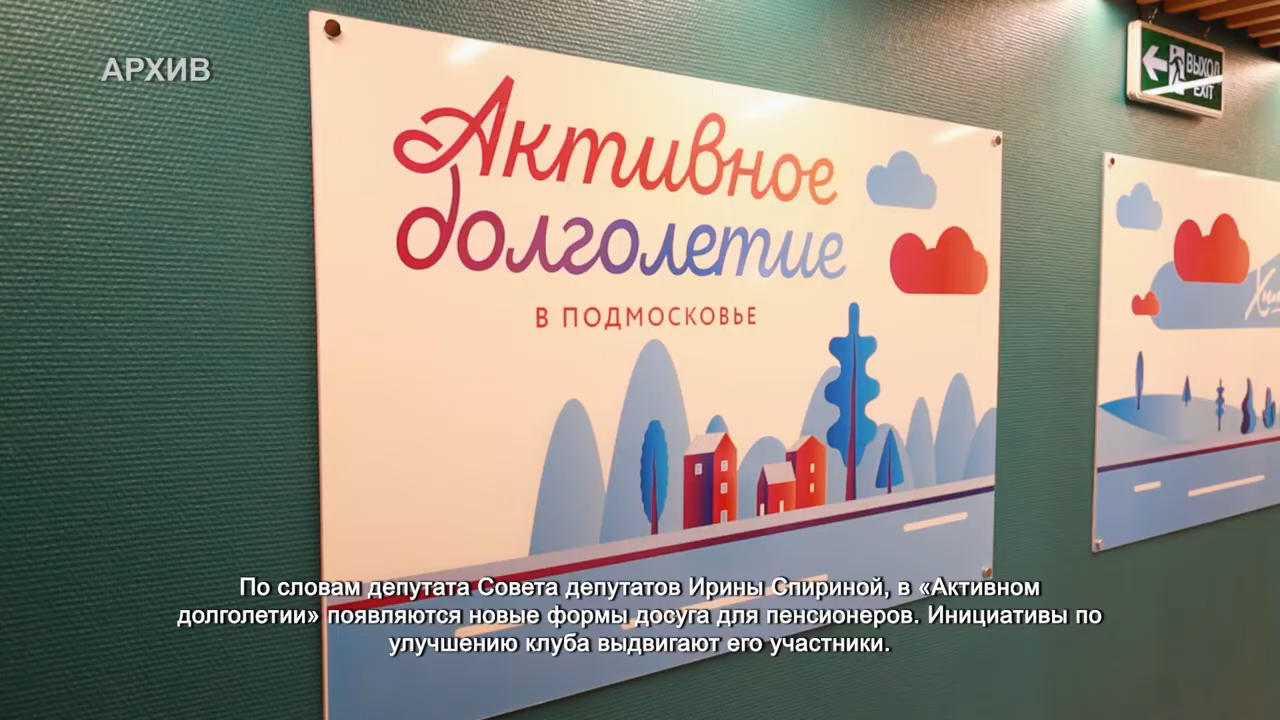 АРХИВ
ВЫХОД
EXIT
Активное
долголетие
В ПОДМОСКОВЬЕ
По словам депутата Совета депутатов Ирины Спириной, в «Активном
долголетии» появляются новые формы досуга для пенсионеров. Инициативы по
улучшению клуба выдвигают его участники.